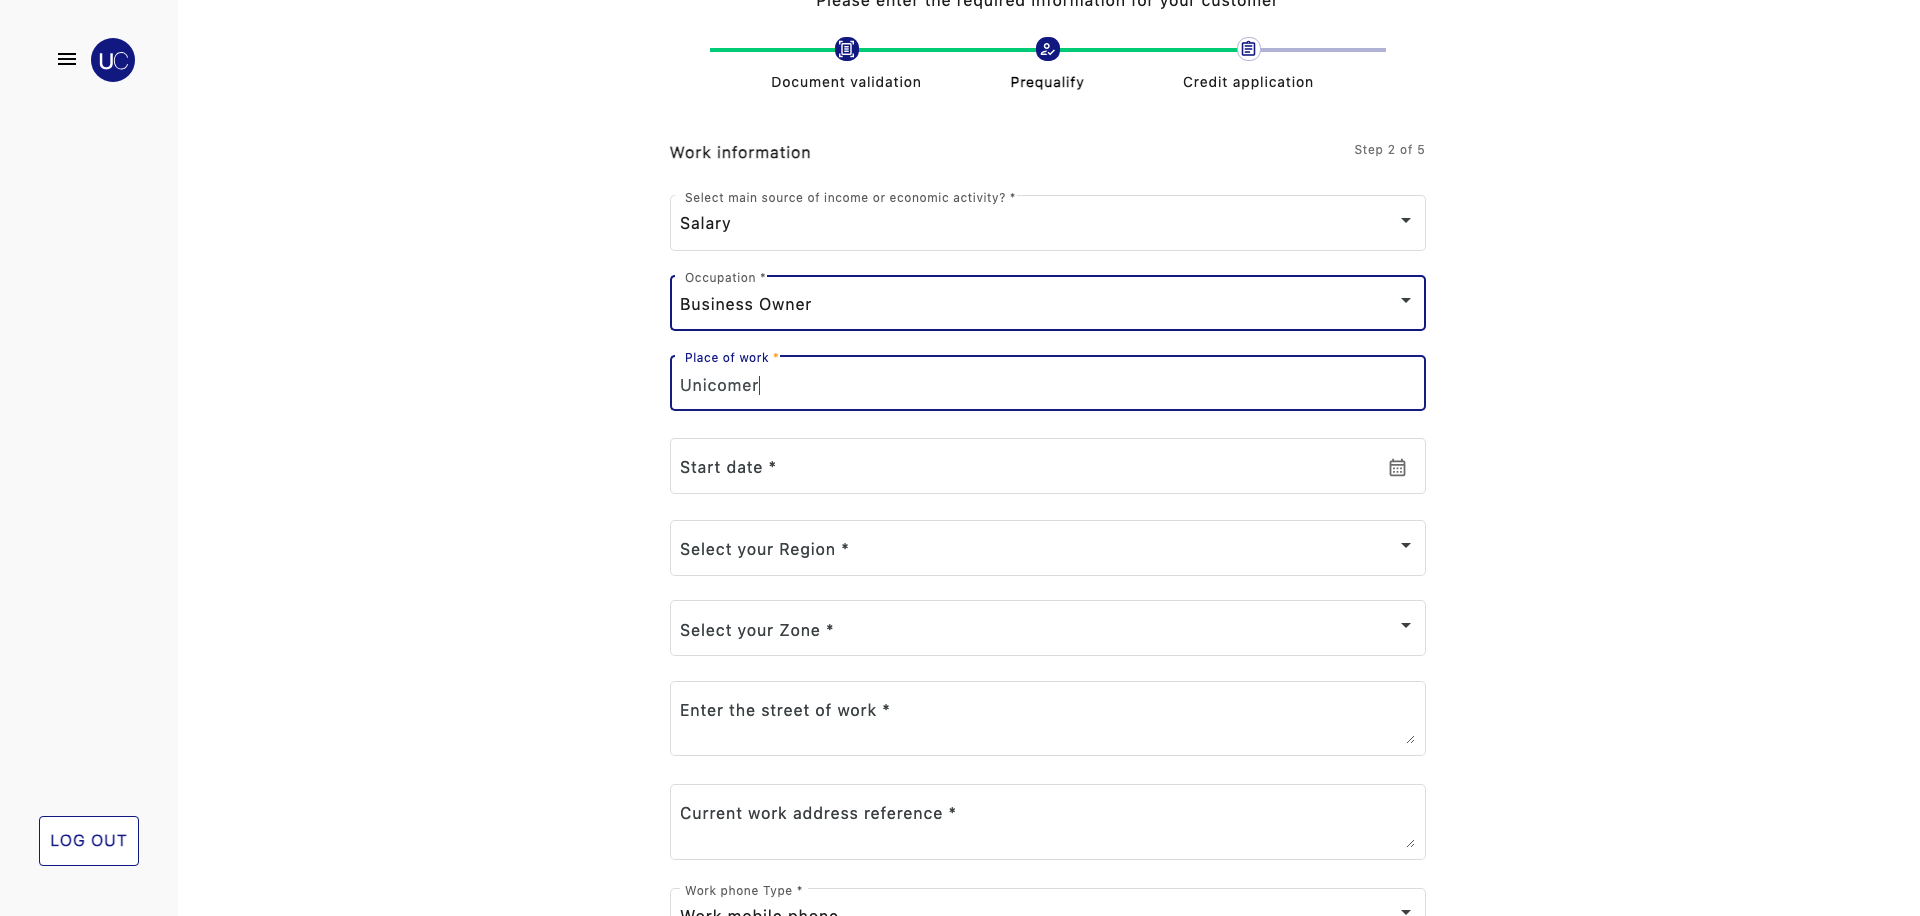 Please enter the required information for your customer
UC
Document validation
Prequalify
Credit application
Work information
Step 2 of 5
Select main source of income or economic activity? *
Salary
Occupation *
Business Owner
Place of work *
Unicomer
Start date *
Select your Region *
Select your Zone *
Enter the street of work *
Current work address reference *
LOG OUT
Work phone Type *
Work mobile phone